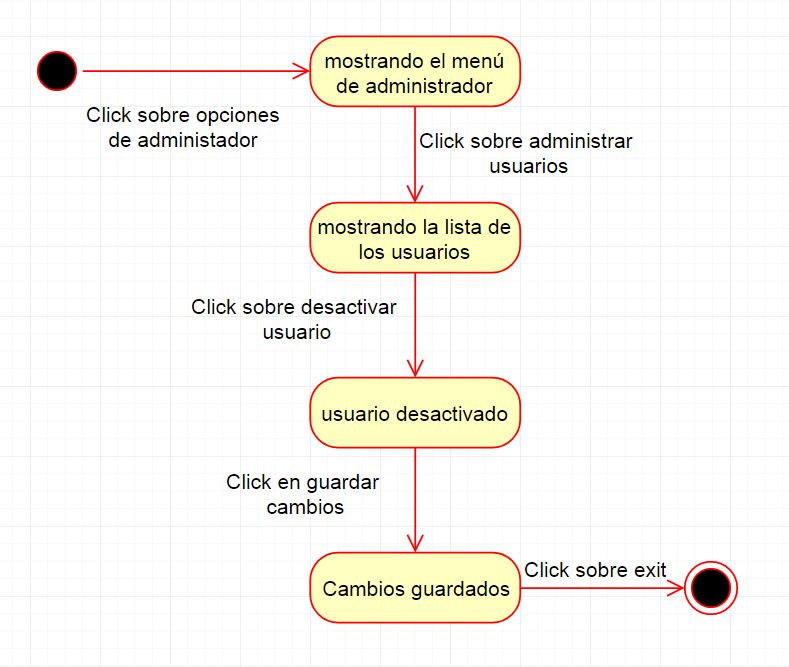 mostrando el menú
de administrador
Click sobre opciones
de administador
Click sobre administrar
usuarios
mostrando la lista de
los usuarios
Click sobre desactivar
usuario
usuario desactivado
Click en guardar
cambios
Click sobre exit
Cambios guardados